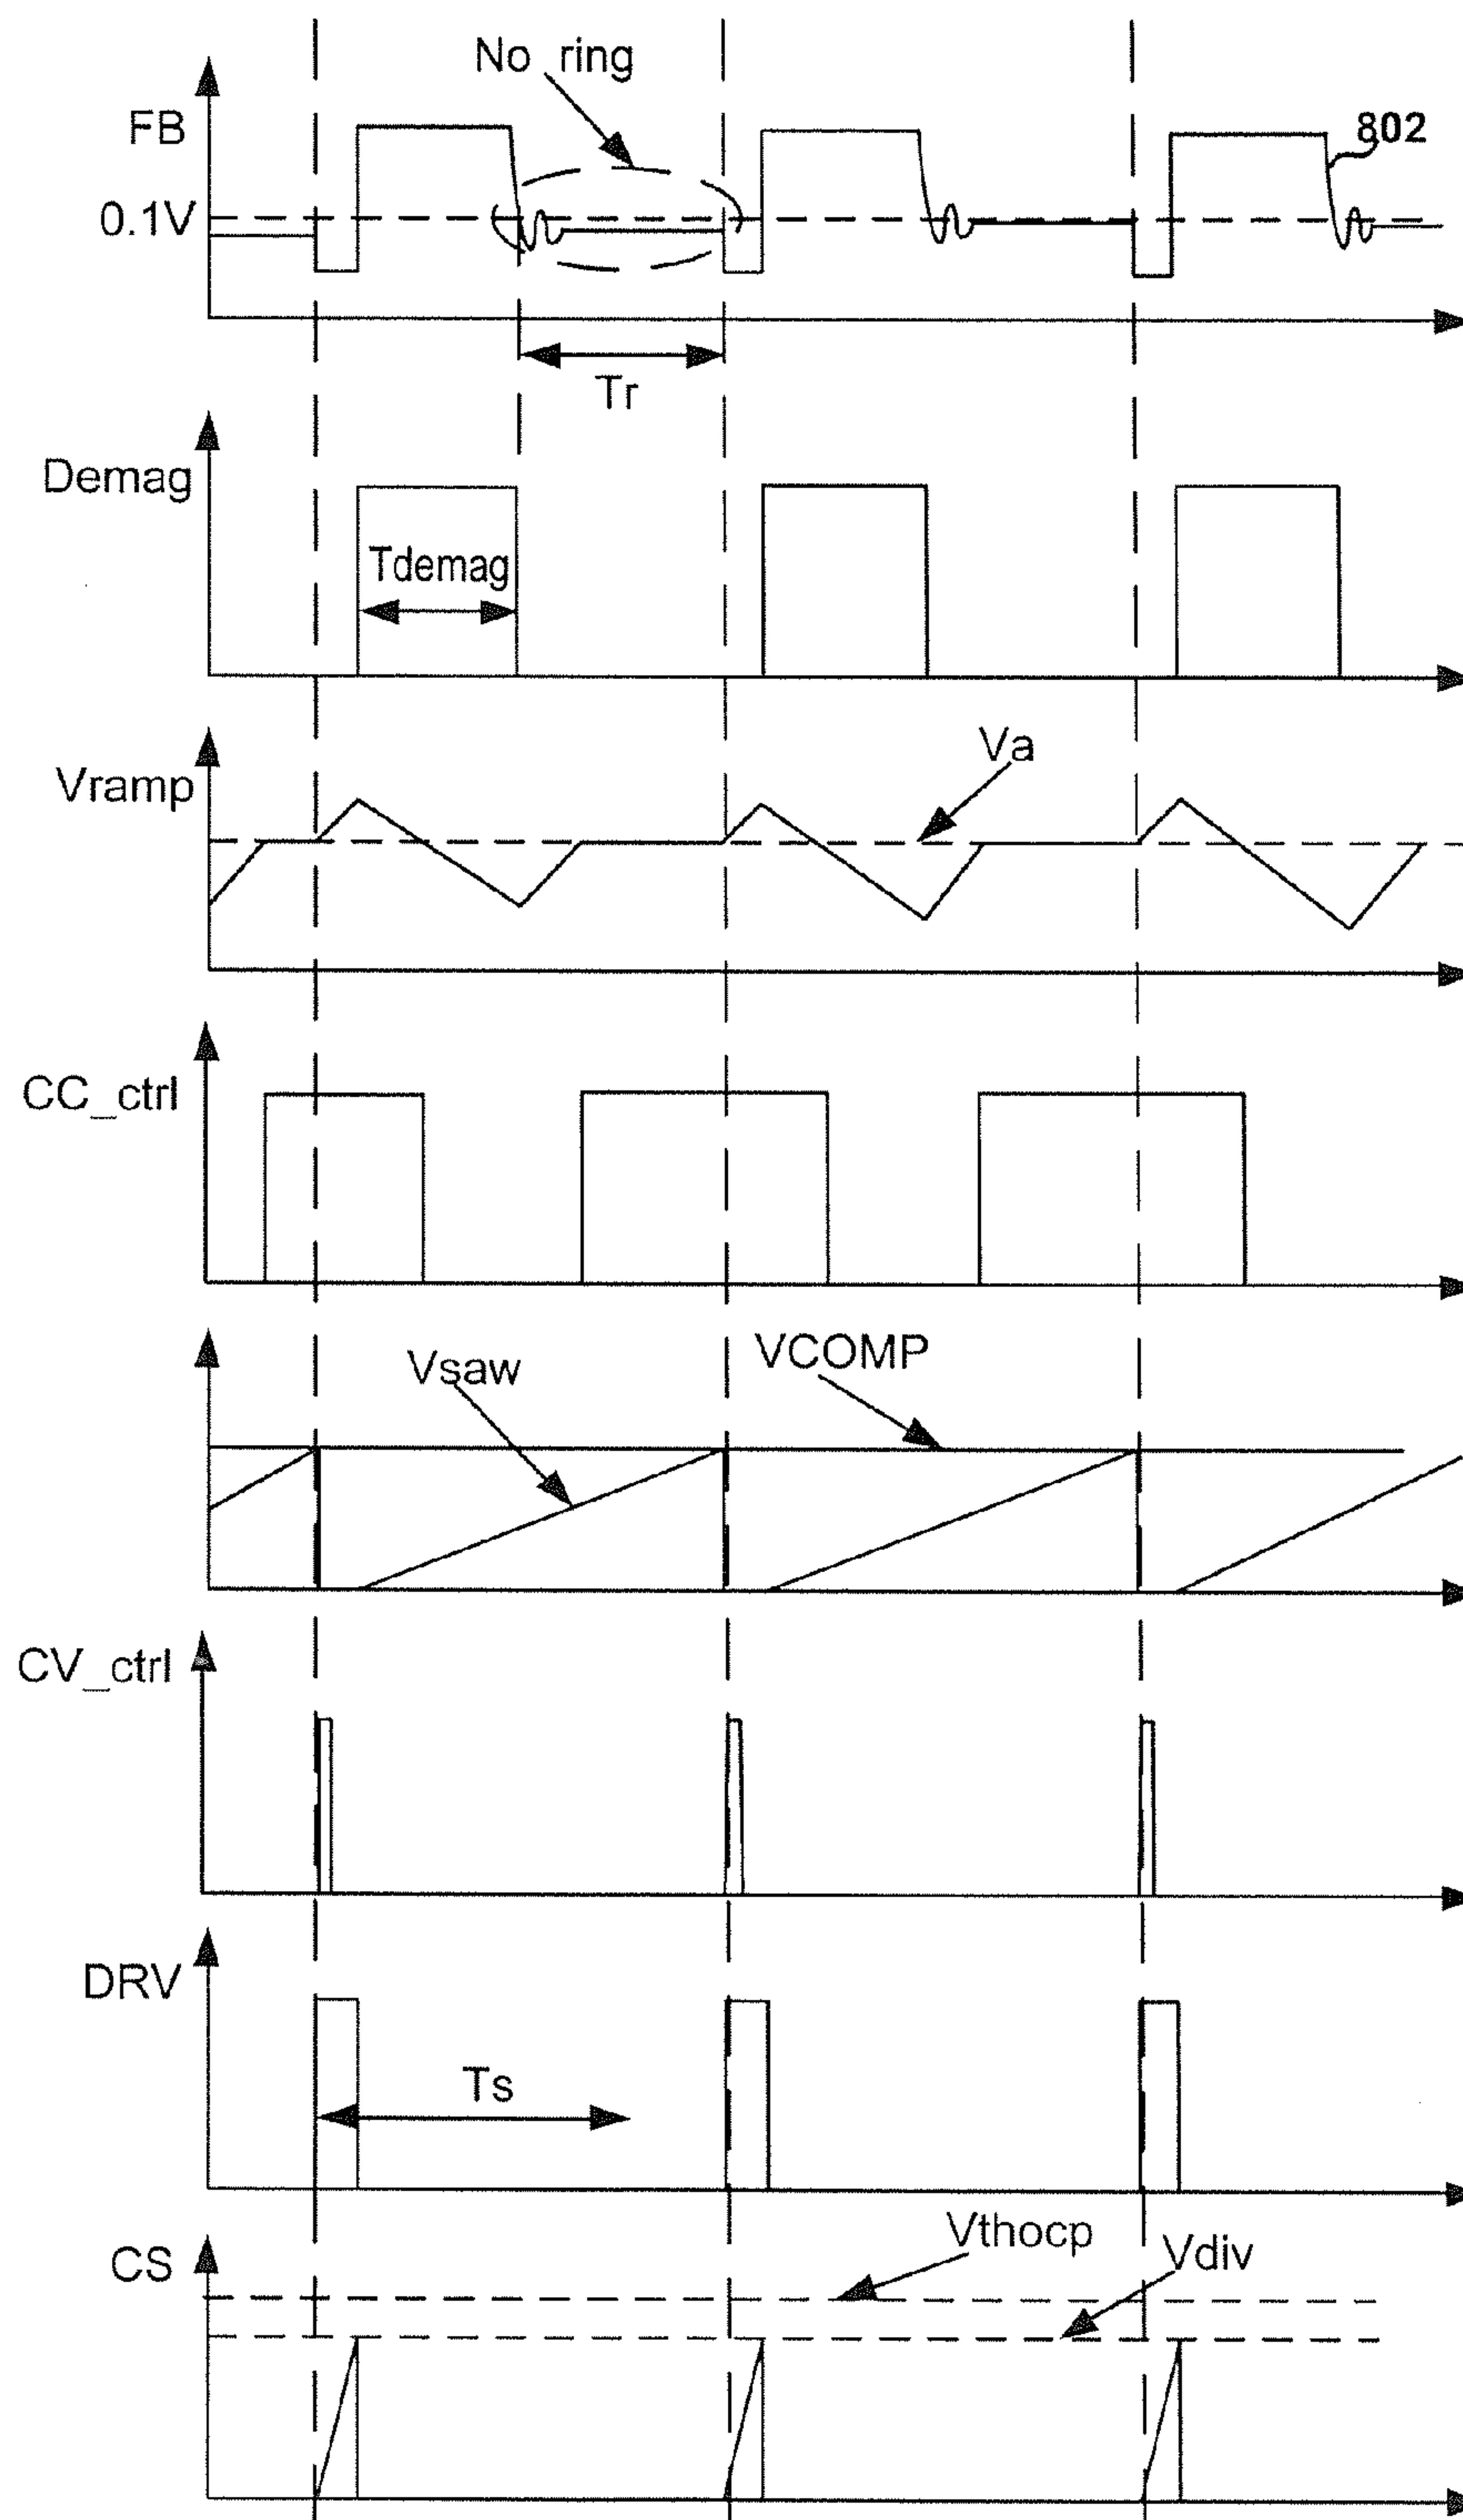 No ring
FB
802
0.1V
Tr
Demag
Tdemag
Va
Vramp
CC_ctrl
Vsaw
VCOMP
CV_ctrl
DRV
Ts
Vthocp
Vdiv
CS